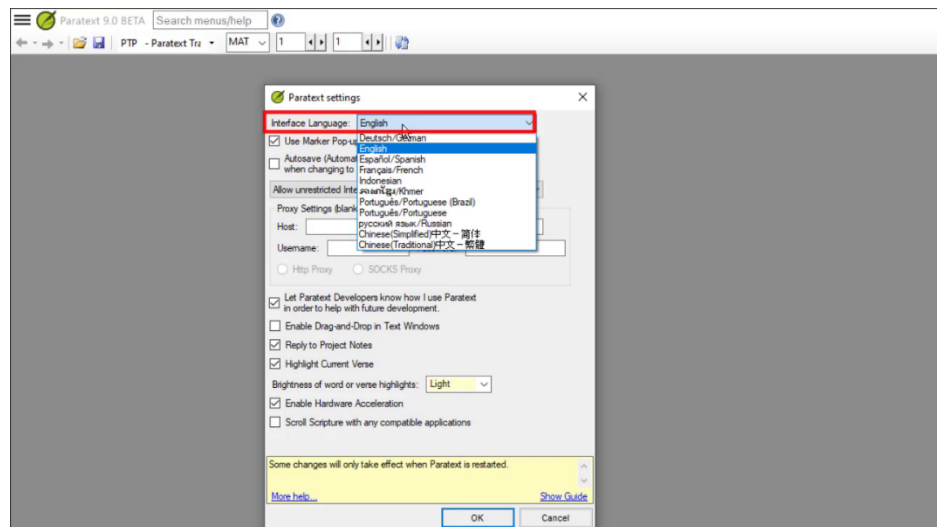 Paratext 9.0 BETA Search menus/help
PTP - Paratext Tra MAT 1 1
Paratext settings
Interface Language: English
Deutsch/German
Use Marker Pop-u
English
Autosave (Automat
when changing to
Español/Spanish
Français/French
Indonesian
Allow unrestricted Inte
ភាសាខ្មែរ/Khmer
Português/Portuguese (Brazil)
Proxy Settings (blank
Português/Portuguese
Host:
русский язык/Russian
Chinese(Simplified)中文 – 简体
Username:
Chinese(Traditional)中文 – 繁體
Http Proxy SOCKS Proxy
Let Paratext Developers know how I use Paratext
in order to help with future development.
Enable Drag-and-Drop in Text Windows
Reply to Project Notes
Highlight Current Verse
Brightness of word or verse highlights: Light
Enable Hardware Acceleration
Scroll Scripture with any compatible applications
Some changes will only take effect when Paratext is restarted.
More help... Show Guide
OK Cancel